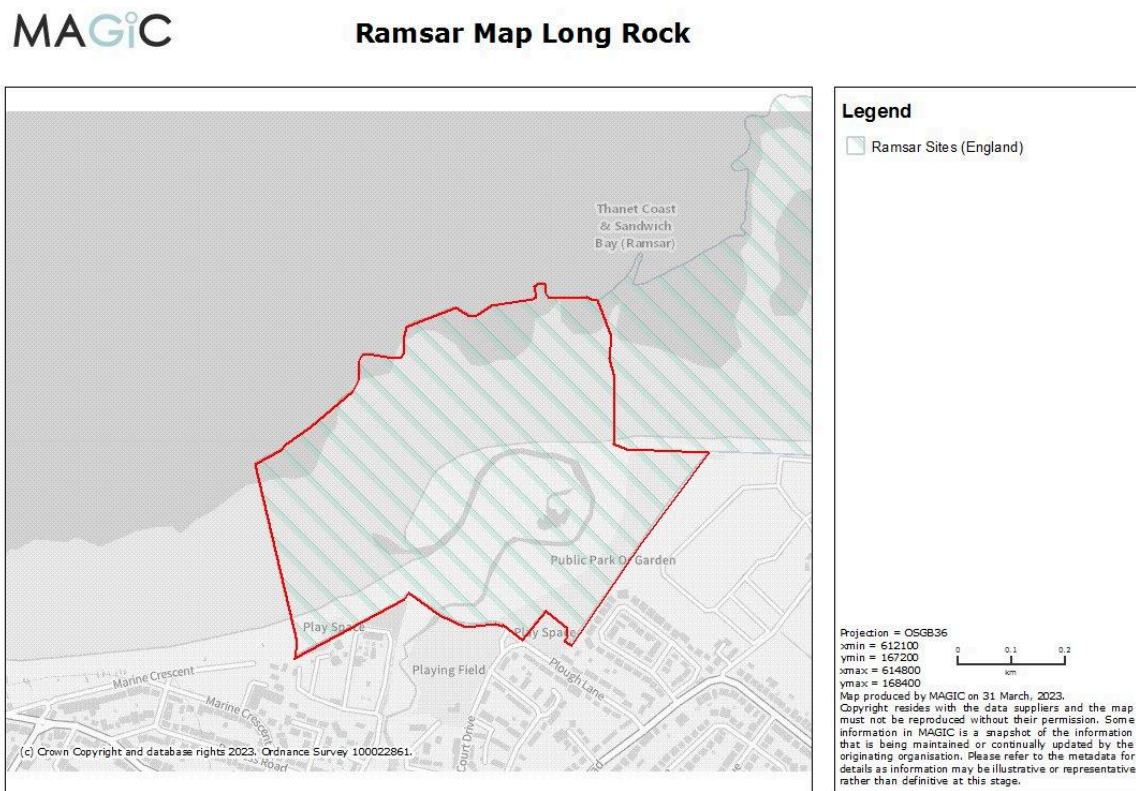 MAGiC
Ramsar Map Long Rock
Thanet Coast
& Sandwich
Bay (Ramsar)
Public Park Or Garden
Play Space
Play Space
Playing Field
Plough Lane
Marine Crescent
Marine Crescent
Court Drive
Road
(c) Crown Copyright and database rights 2023. Ordnance Survey 100022861.
Legend
Ramsar Sites (England)
Projection = OSGB36
xmin = 612100
ymin = 167200
xmax = 614800
ymax = 168400
0 0.1 0.2
km
Map produced by MAGIC on 31 March, 2023.
Copyright resides with the data suppliers and the map
must not be reproduced without their permission. Some
information in MAGIC is a snapshot of the information
that is being maintained or continually updated by the
originating organisation. Please refer to the metadata for
details as information may be illustrative or representative
rather than definitive at this stage.